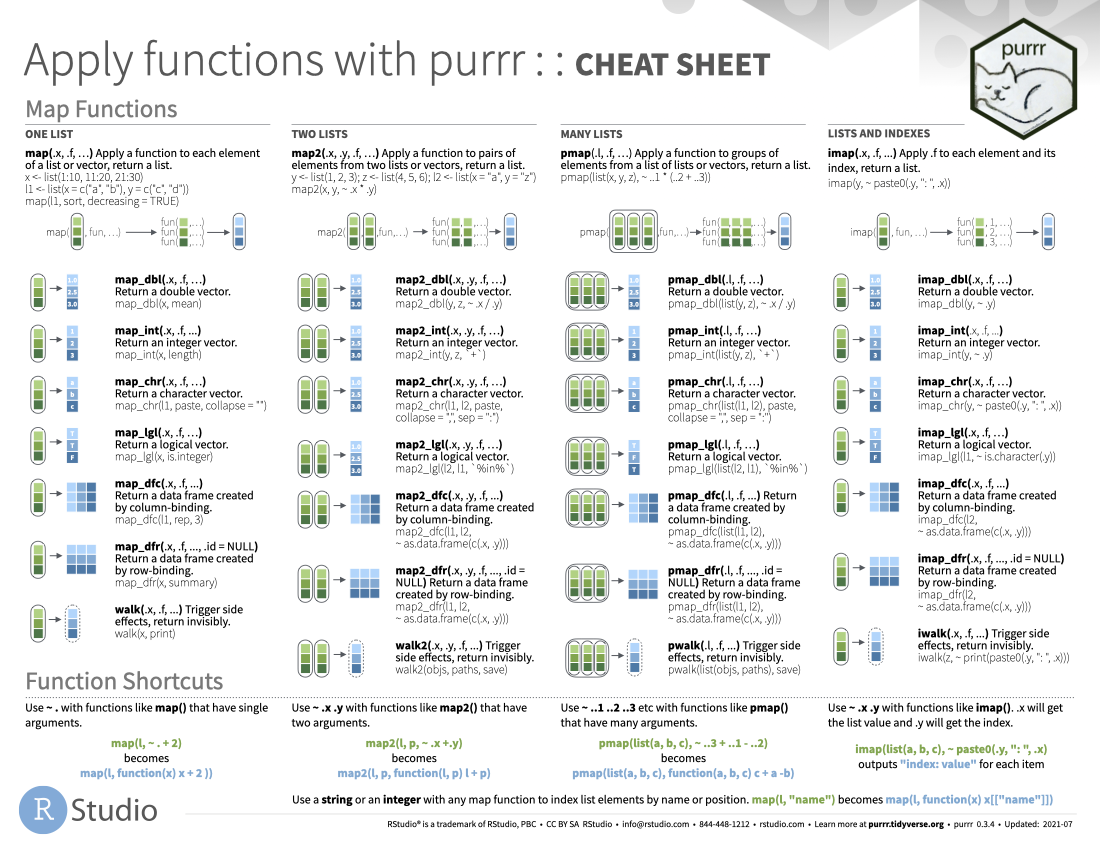 Apply functions with purrr : : CHEAT SHEET
purrr
Map Functions
ONE LIST
map(.x, .f, …) Apply a function to each element
of a list or vector, return a list.
x <- list(1:10, 11:20, 21:30)
l1 <- list(x = c("a", "b"), y = c("c", "d"))
map(l1, sort, decreasing = TRUE)
map( , fun, …)
fun( ,…)
fun( ,…)
fun( ,…)
1.0
2.5
3.0
map_dbl(.x, .f, …)
Return a double vector.
map_dbl(x, mean)
1
2
3
map_int(.x, .f, ...)
Return an integer vector.
map_int(x, length)
a
b
c
map_chr(.x, .f, …)
Return a character vector.
map_chr(l1, paste, collapse = "")
T
T
F
map_lgl(.x, .f, …)
Return a logical vector.
map_lgl(x, is.integer)
map_dfc(.x, .f, …)
Return a data frame created
by column-binding.
map_dfc(l1, rep, 3)
map_dfr(.x, .f, ..., .id = NULL)
Return a data frame created
by row-binding.
map_dfr(x, summary)
walk(.x, .f, ...) Trigger side
effects, return invisibly.
walk(x, print)
TWO LISTS
map2(.x, .y, .f, …) Apply a function to pairs of
elements from two lists or vectors, return a list.
y <- list(1, 2, 3); z <- list(4, 5, 6); l2 <- list(x = "a", y = "z")
map2(x, y, ~ .x * .y)
map2( , ,fun,…)
fun( , ,…)
fun( , ,…)
fun( , ,…)
1.0
2.5
3.0
map2_dbl(.x, .y, .f, …)
Return a double vector.
map2_dbl(y, z, ~ .x / .y)
1.0
2.5
3.0
map2_int(.x, .y, .f, …)
Return an integer vector.
map2_int(y, z, `+`)
1.0
2.5
3.0
map2_chr(.x, .y, .f, …)
Return a character vector.
map2_chr(l1, l2, paste,
collapse = ",", sep = ":")
1.0
2.5
3.0
map2_lgl(.x, .y, .f, …)
Return a logical vector.
map2_lgl(l2, l1, `%in%`)
map2_dfc(.x, .y, .f, …)
Return a data frame created
by column-binding.
map2_dfc(l1, l2,
~ as.data.frame(c(.x, .y)))
map2_dfr(.x, .y, .f, ..., .id =
NULL) Return a data frame
created by row-binding.
map2_dfr(l1, l2,
~ as.data.frame(c(.x, .y)))
walk2(.x, .y, .f, ...) Trigger
side effects, return invisibly.
walk2(objs, paths, save)
MANY LISTS
pmap(.l, .f, …) Apply a function to groups of
elements from a list of lists or vectors, return a list.
pmap(list(x, y, z), ~ ..1 * (..2 + ..3))
pmap( ,fun,…)
fun( , , ,…)
fun( , , ,…)
fun( , , ,…)
1.0
2.5
3.0
pmap_dbl(.l, .f, …)
Return a double vector.
pmap_dbl(list(y, z), ~ .x / .y)
1
2
3
pmap_int(.l, .f, …)
Return an integer vector.
pmap_int(list(y, z), `+`)
a
b
c
pmap_chr(.l, .f, …)
Return a character vector.
pmap_chr(list(l1, l2), paste,
collapse = ",", sep = ":")
T
F
T
pmap_lgl(.l, .f, …)
Return a logical vector.
pmap_lgl(list(l2, l1), `%in%`)
pmap_dfc(.l, .f, ...) Return
a data frame created by
column-binding.
pmap_dfc(list(l1, l2),
~ as.data.frame(c(.x, .y)))
pmap_dfr(.l, .f, ..., .id =
NULL) Return a data frame
created by row-binding.
pmap_dfr(list(l1, l2),
~ as.data.frame(c(.x, .y)))
pwalk(.l, .f, ...) Trigger side
effects, return invisibly.
pwalk(list(objs, paths), save)
LISTS AND INDEXES
imap(.x, .f, ...) Apply .f to each element and its
index, return a list.
imap(y, ~ paste0(.y, ": ", .x))
imap( , fun, …)
fun( , 1,…)
fun( , 2,…)
fun( , 3,…)
1.0
2.5
3.0
imap_dbl(.x, .f, …)
Return a double vector.
imap_dbl(y, ~ .y)
1
2
3
imap_int(.x, .f, ...)
Return an integer vector.
imap_int(y, ~ .y)
a
b
c
imap_chr(.x, .f, …)
Return a character vector.
imap_chr(y, ~ paste0(.y, ": ", .x))
T
T
F
imap_lgl(.x, .f, …)
Return a logical vector.
imap_lgl(l1, ~ is.character(.y))
imap_dfc(.x, .f, …)
Return a data frame created
by column-binding.
imap_dfc(l2,
~ as.data.frame(c(.x, .y)))
imap_dfr(.x, .f, ..., .id = NULL)
Return a data frame created
by row-binding.
imap_dfr(l2,
~ as.data.frame(c(.x, .y)))
iwalk(.x, .f, ...) Trigger side
effects, return invisibly.
iwalk(z, ~ print(paste0(.y, ": ", .x)))
Function Shortcuts
Use ~ . with functions like map() that have single
arguments.
map(l, ~ . + 2)
becomes
map(l, function(x) x + 2 ))
Use ~ .x .y with functions like map2() that have
two arguments.
map2(l, p, ~ .x +.y)
becomes
map2(l, p, function(l, p) l + p)
Use ~ ..1 ..2 ..3 etc with functions like pmap()
that have many arguments.
pmap(list(a, b, c), ~ ..3 + ..1 - ..2)
becomes
pmap(list(a, b, c), function(a, b, c) c + a -b)
Use ~ .x .y with functions like imap(). .x will get
the list value and .y will get the index.
imap(list(a, b, c), ~ paste0(.y, ": ", .x)
outputs "index: value" for each item
Use a string or an integer with any map function to index list elements by name or position. map(l, "name") becomes map(l, function(x) x[["name"]])
R Studio
RStudio® is a trademark of RStudio, PBC • CC BY SA RStudio • info@rstudio.com • 844-448-1212 • rstudio.com • Learn more at purrr.tidyverse.org • purrr 0.3.4 • Updated: 2021-07